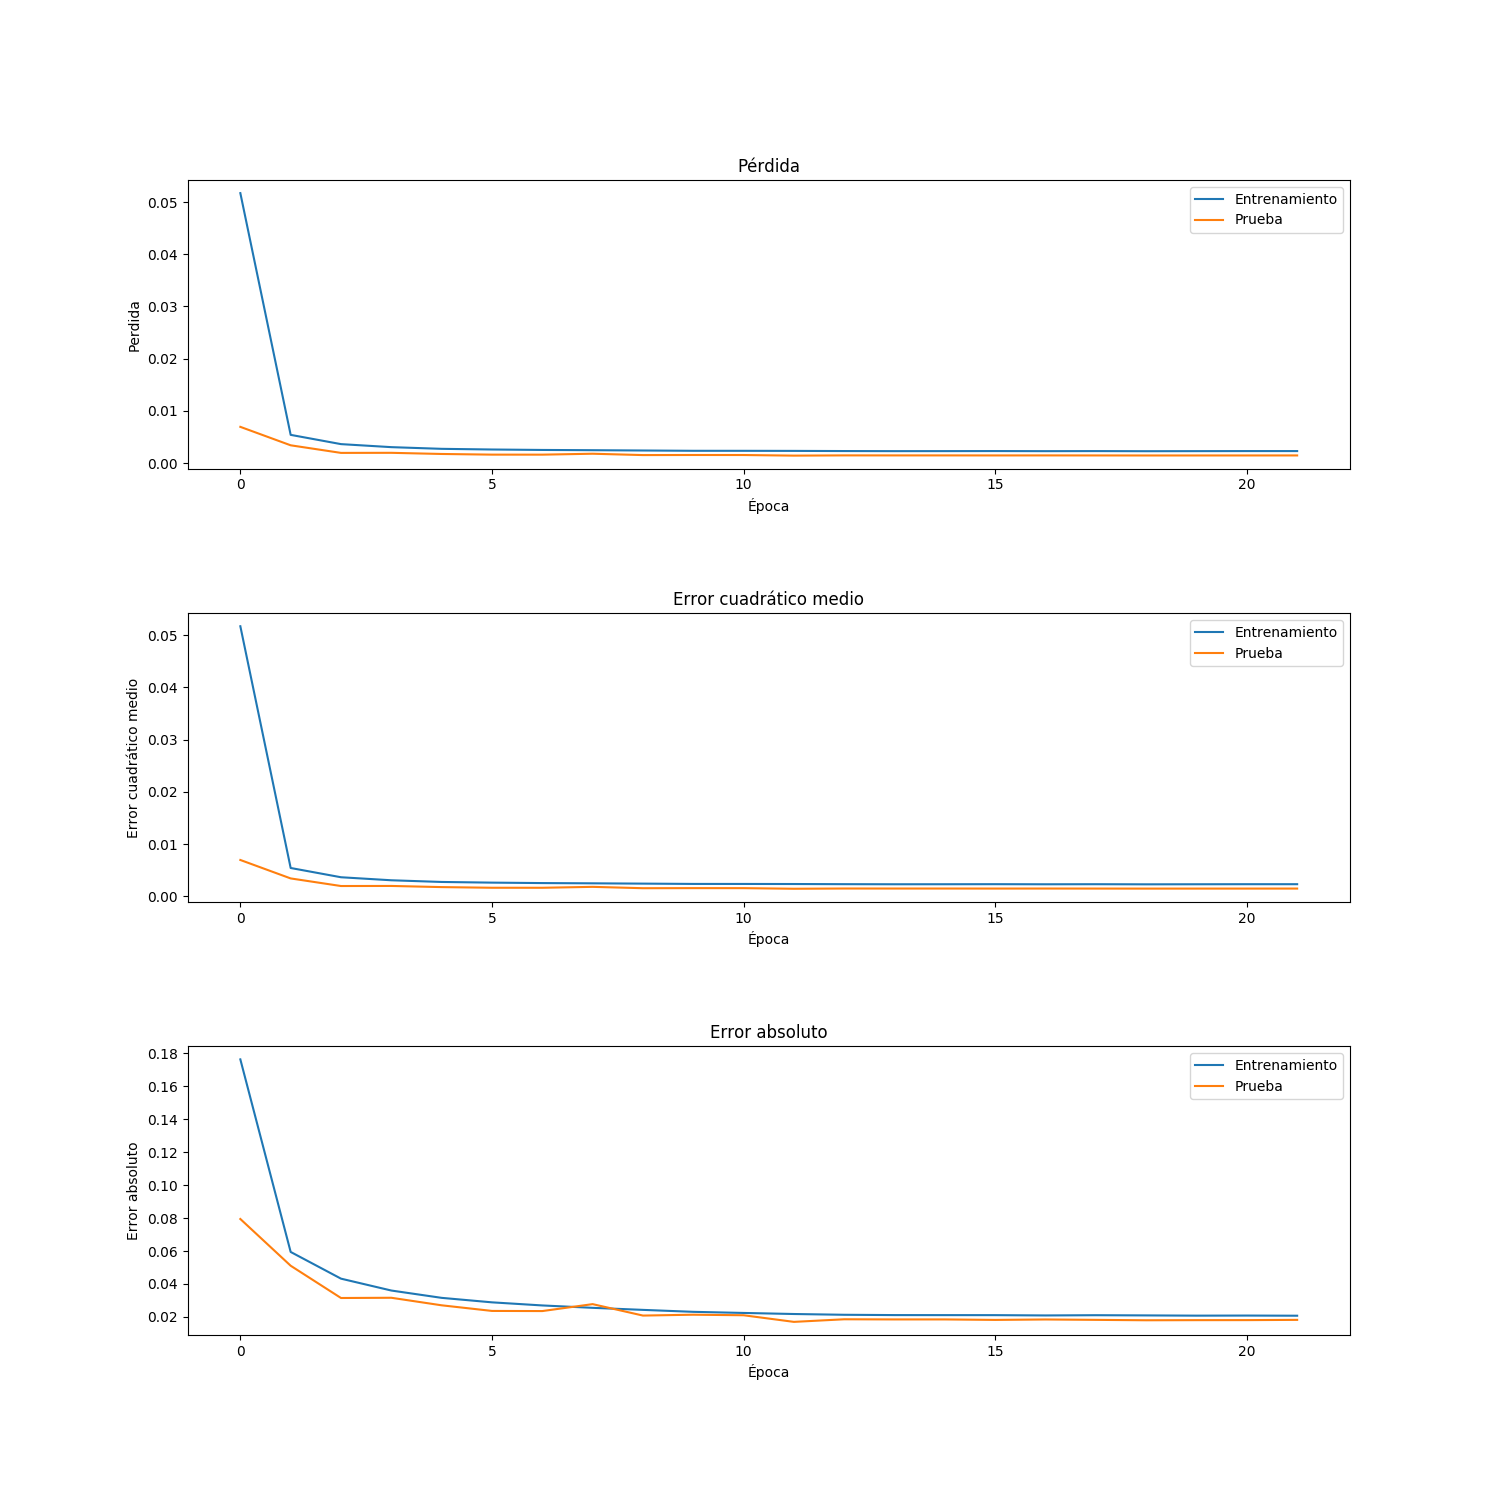 Pérdida
0.05
0.04
0.03
0.02
0.01
0.00
Perdida
Entrenamiento
Prueba
0 5 10 15 20
Época
Error cuadrático medio
0.05
0.04
0.03
0.02
0.01
0.00
Error cuadrático medio
Entrenamiento
Prueba
0 5 10 15 20
Época
Error absoluto
0.18
0.16
0.14
0.12
0.10
0.08
0.06
0.04
0.02
Error absoluto
Entrenamiento
Prueba
0 5 10 15 20
Época